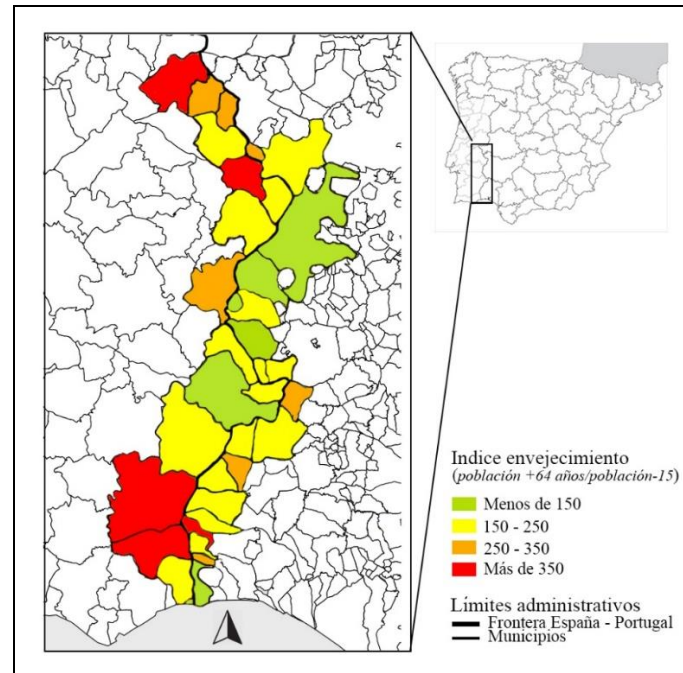 Indice envejecimiento
(población +64 años/población-15)
Menos de 150
150 - 250
250 - 350
Más de 350
Límites administrativos
Frontera España - Portugal
Municipios